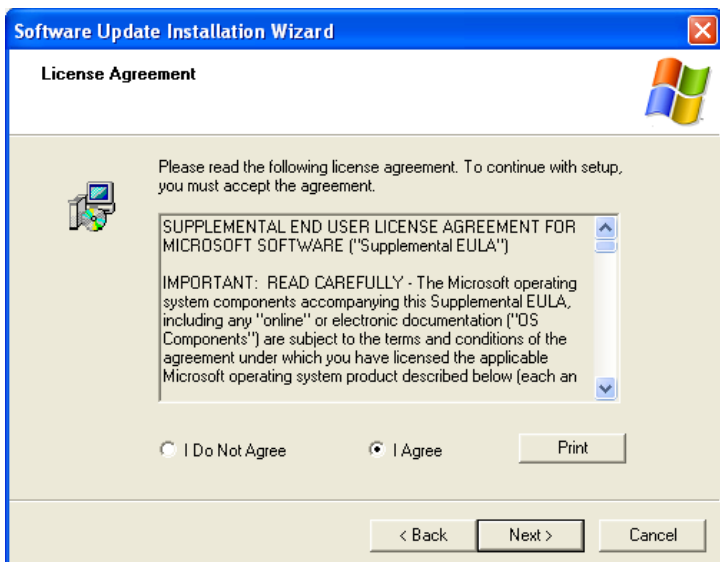 Software Update Installation Wizard
License Agreement
Please read the following license agreement. To continue with setup,
you must accept the agreement.
SUPPLEMENTAL END USER LICENSE AGREEMENT FOR
MICROSOFT SOFTWARE ("Supplemental EULA")
IMPORTANT:  READ CAREFULLY - The Microsoft operating
system components accompanying this Supplemental EULA,
including any "online" or electronic documentation ("OS
Components") are subject to the terms and conditions of the
agreement under which you have licensed the applicable
Microsoft operating system product described below (each an
I Do Not Agree
I Agree
Print
< Back
Next >
Cancel